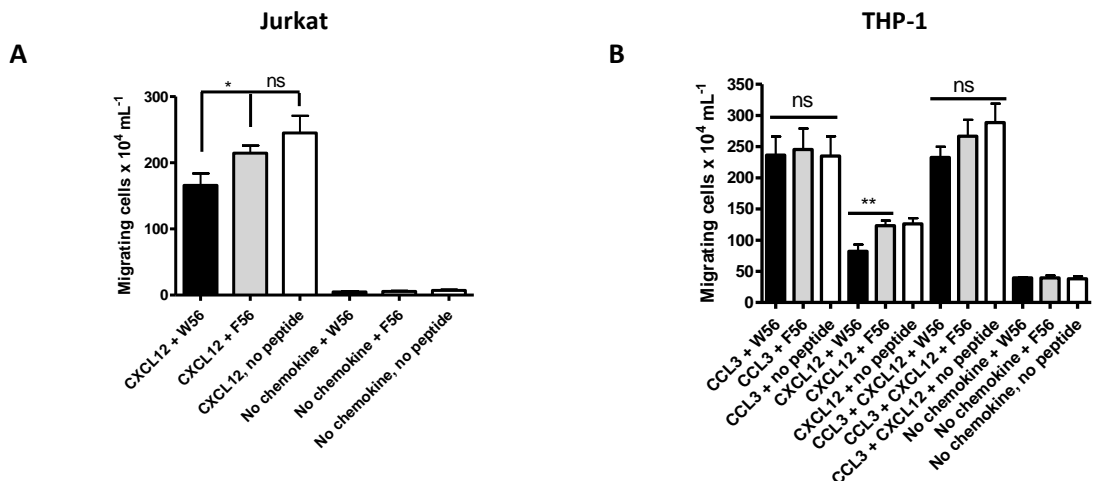 Jurkat
A
Migrating cells x 10⁴ mL⁻¹
300
200
100
0
*
ns
CXCL12 + W56
CXCL12 + F56
CXCL12, no peptide
No chemokine + W56
No chemokine + F56
No chemokine, no peptide
THP-1
B
Migrating cells x 10⁴ mL⁻¹
350
300
250
200
150
100
50
0
ns
**
ns
CCL3 + W56
CCL3 + F56
CCL3 + no peptide
CXCL12 + W56
CXCL12 + F56
CXCL12 + no peptide
CCL3 + CXCL12 + W56
CCL3 + CXCL12 + F56
CCL3 + CXCL12 + no peptide
No chemokine + W56
No chemokine + F56
No chemokine, no peptide